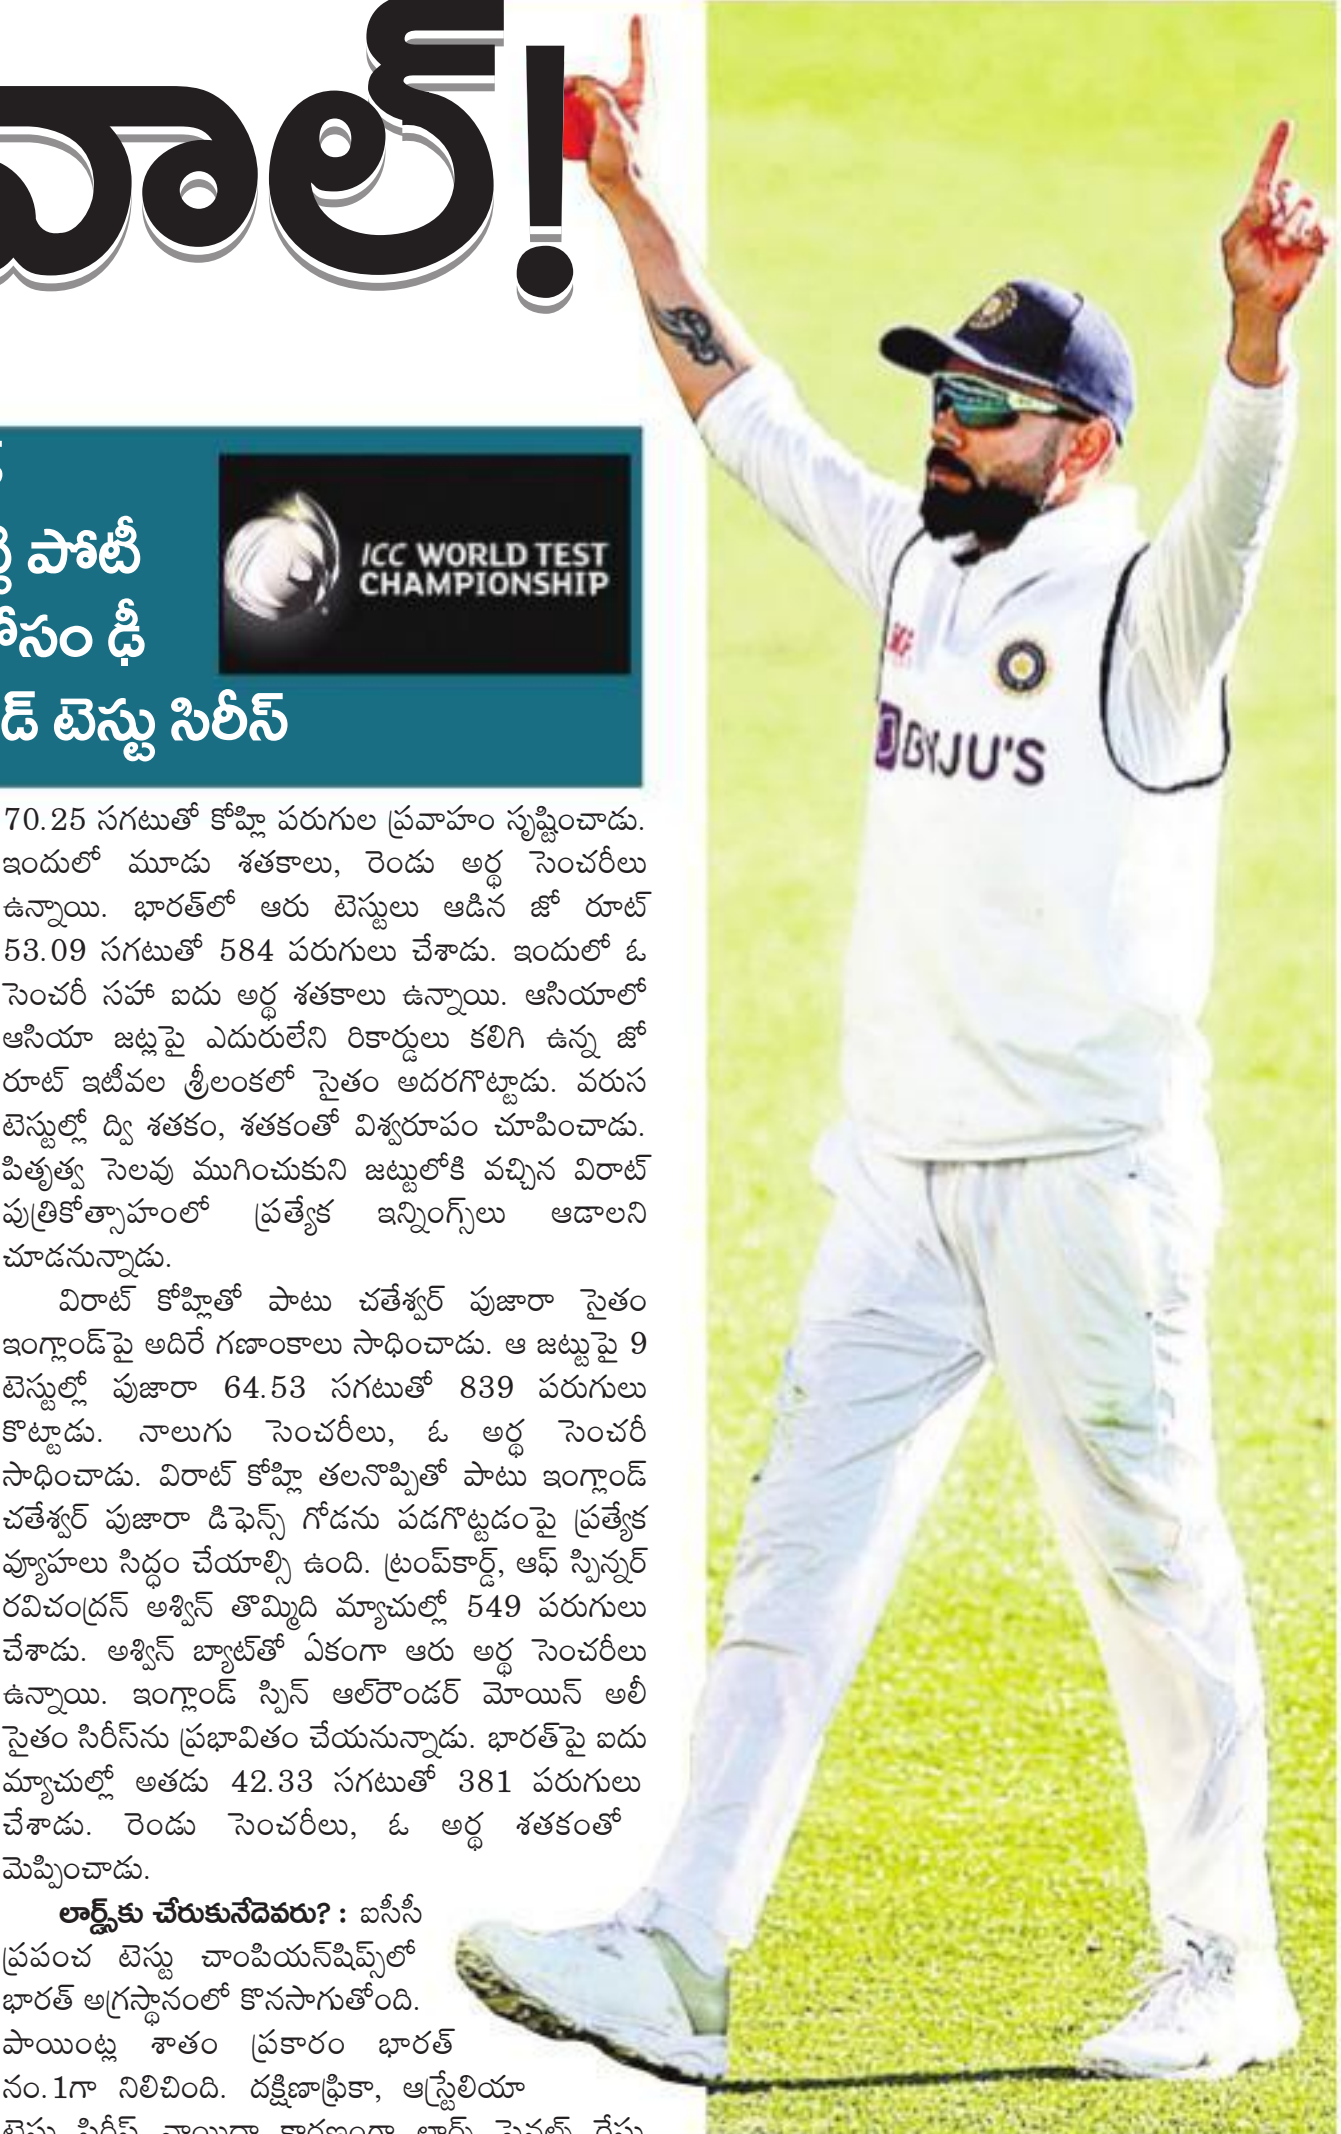 వాల్!
పోటీ
కోసం ఢీ
టెస్టు సిరీస్
ICC WORLD TEST
CHAMPIONSHIP
BYJU'S
70.25 సగటుతో కోహ్లి పరుగుల ప్రవాహం సృష్టించాడు.
ఇందులో మూడు శతకాలు, రెండు అర్థ సెంచరీలు
ఉన్నాయి. భారత్‌లో ఆరు టెస్టులు ఆడిన జో రూట్
53.09 సగటుతో 584 పరుగులు చేశాడు. ఇందులో ఓ
సెంచరీ సహా ఐదు అర్థ శతకాలు ఉన్నాయి. ఆసియాలో
ఆసియా జట్లపై ఎదురులేని రికార్డులు కలిగి ఉన్న జో
రూట్ ఇటీవల శ్రీలంకలో సైతం అదరగొట్టాడు. వరుస
టెస్టుల్లో ద్వి శతకం, శతకంతో విశ్వరూపం చూపించాడు.
పితృత్వ సెలవు ముగించుకుని జట్టులోకి వచ్చిన విరాట్
పుత్రికోత్సాహంలో ప్రత్యేక ఇన్నింగ్స్‌లు ఆడాలని
చూడనున్నాడు.
విరాట్ కోహ్లితో పాటు చతేశ్వర్ పుజారా సైతం
ఇంగ్లాండ్‌పై అదిరే గణాంకాలు సాధించాడు. ఆ జట్టుపై 9
టెస్టుల్లో పుజారా 64.53 సగటుతో 839 పరుగులు
కొట్టాడు. నాలుగు సెంచరీలు, ఓ అర్థ సెంచరీ
సాధించాడు. విరాట్ కోహ్లి తలనొప్పితో పాటు ఇంగ్లాండ్
చతేశ్వర్ పుజారా డిఫెన్స్ గోడను పడగొట్టడంపై ప్రత్యేక
వ్యూహలు సిద్ధం చేయాల్సి ఉంది. ట్రంప్‌కార్డ్, ఆఫ్ స్పిన్నర్
రవిచంద్రన్ అశ్విన్ తొమ్మిది మ్యాచుల్లో 549 పరుగులు
చేశాడు. అశ్విన్ బ్యాట్‌తో ఏకంగా ఆరు అర్థ సెంచరీలు
ఉన్నాయి. ఇంగ్లాండ్ స్పిన్ ఆల్‌రౌండర్ మోయిన్ అలీ
సైతం సిరీస్‌ను ప్రభావితం చేయనున్నాడు. భారత్‌పై ఐదు
మ్యాచుల్లో అతడు 42.33 సగటుతో 381 పరుగులు
చేశాడు. రెండు సెంచరీలు, ఓ అర్థ శతకంతో
మెప్పించాడు.
లార్డ్స్‌కు చేరుకునేదెవరు? : ఐసీసీ
ప్రపంచ టెస్టు చాంపియన్‌షిప్స్‌లో
భారత్ అగ్రస్థానంలో కొనసాగుతోంది.
పాయింట్ల శాతం ప్రకారం భారత్
నం.1గా నిలిచింది. దక్షిణాఫ్రికా, ఆస్ట్రేలియా